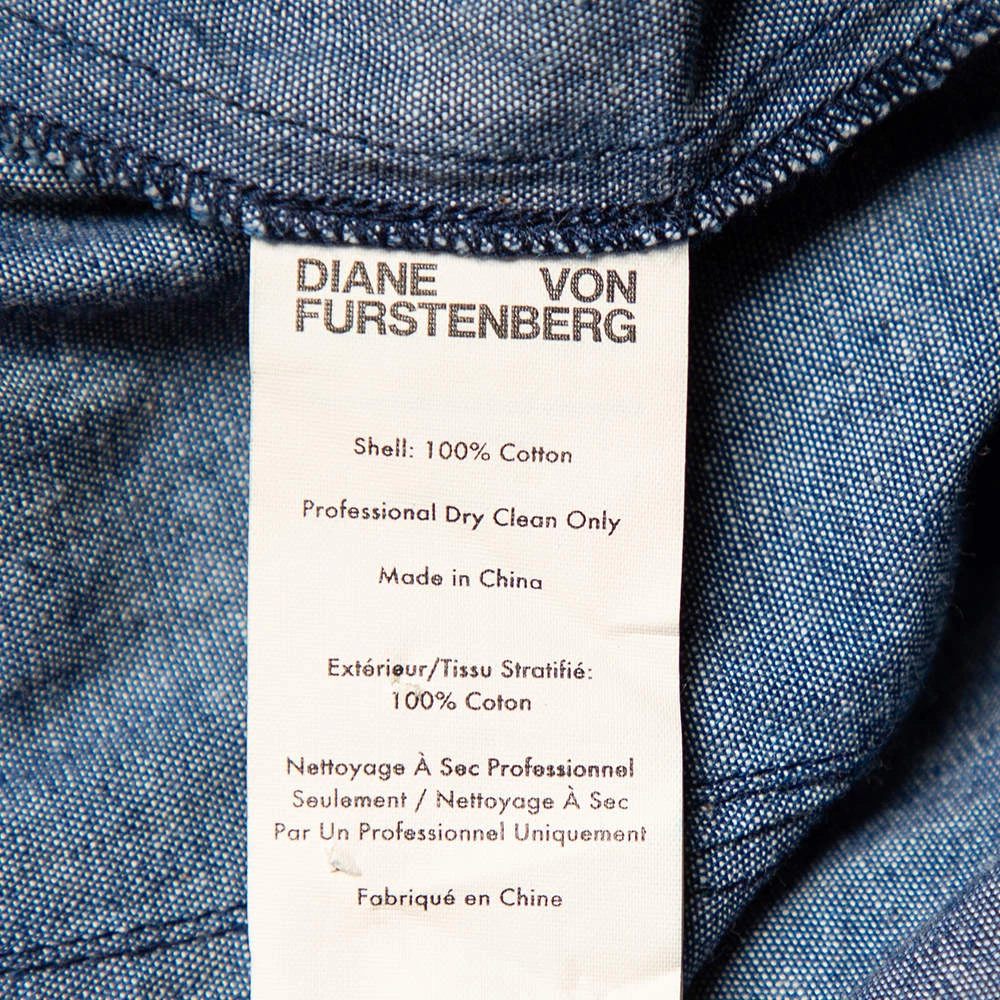 DIANE VON
FURSTENBERG
Shell: 100% Cotton
Professional Dry Clean Only
Made in China
Extérieur/Tissu Stratifié:
100% Coton
Nettoyage À Sec Professionnel
Seulement / Nettoyage À Sec
Par Un Professionnel Uniquement
Fabriqué en Chine